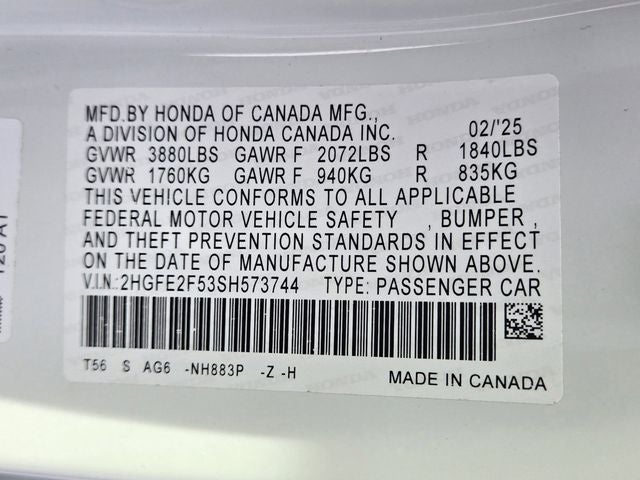 MFD.BY HONDA OF CANADA MFG.,
A DIVISION OF HONDA CANADA INC. 02/'25
GVWR 3880LBS GAWR F 2072LBS R 1840LBS
GVWR 1760KG GAWR F 940KG R 835KG
THIS VEHICLE CONFORMS TO ALL APPLICABLE
FEDERAL MOTOR VEHICLE SAFETY , BUMPER ,
AND THEFT PREVENTION STANDARDS IN EFFECT
ON THE DATE OF MANUFACTURE SHOWN ABOVE.
V.I.N.: 2HGFE2F53SH573744 TYPE: PASSENGER CAR
T56 S AG6 -NH883P -Z -H
MADE IN CANADA